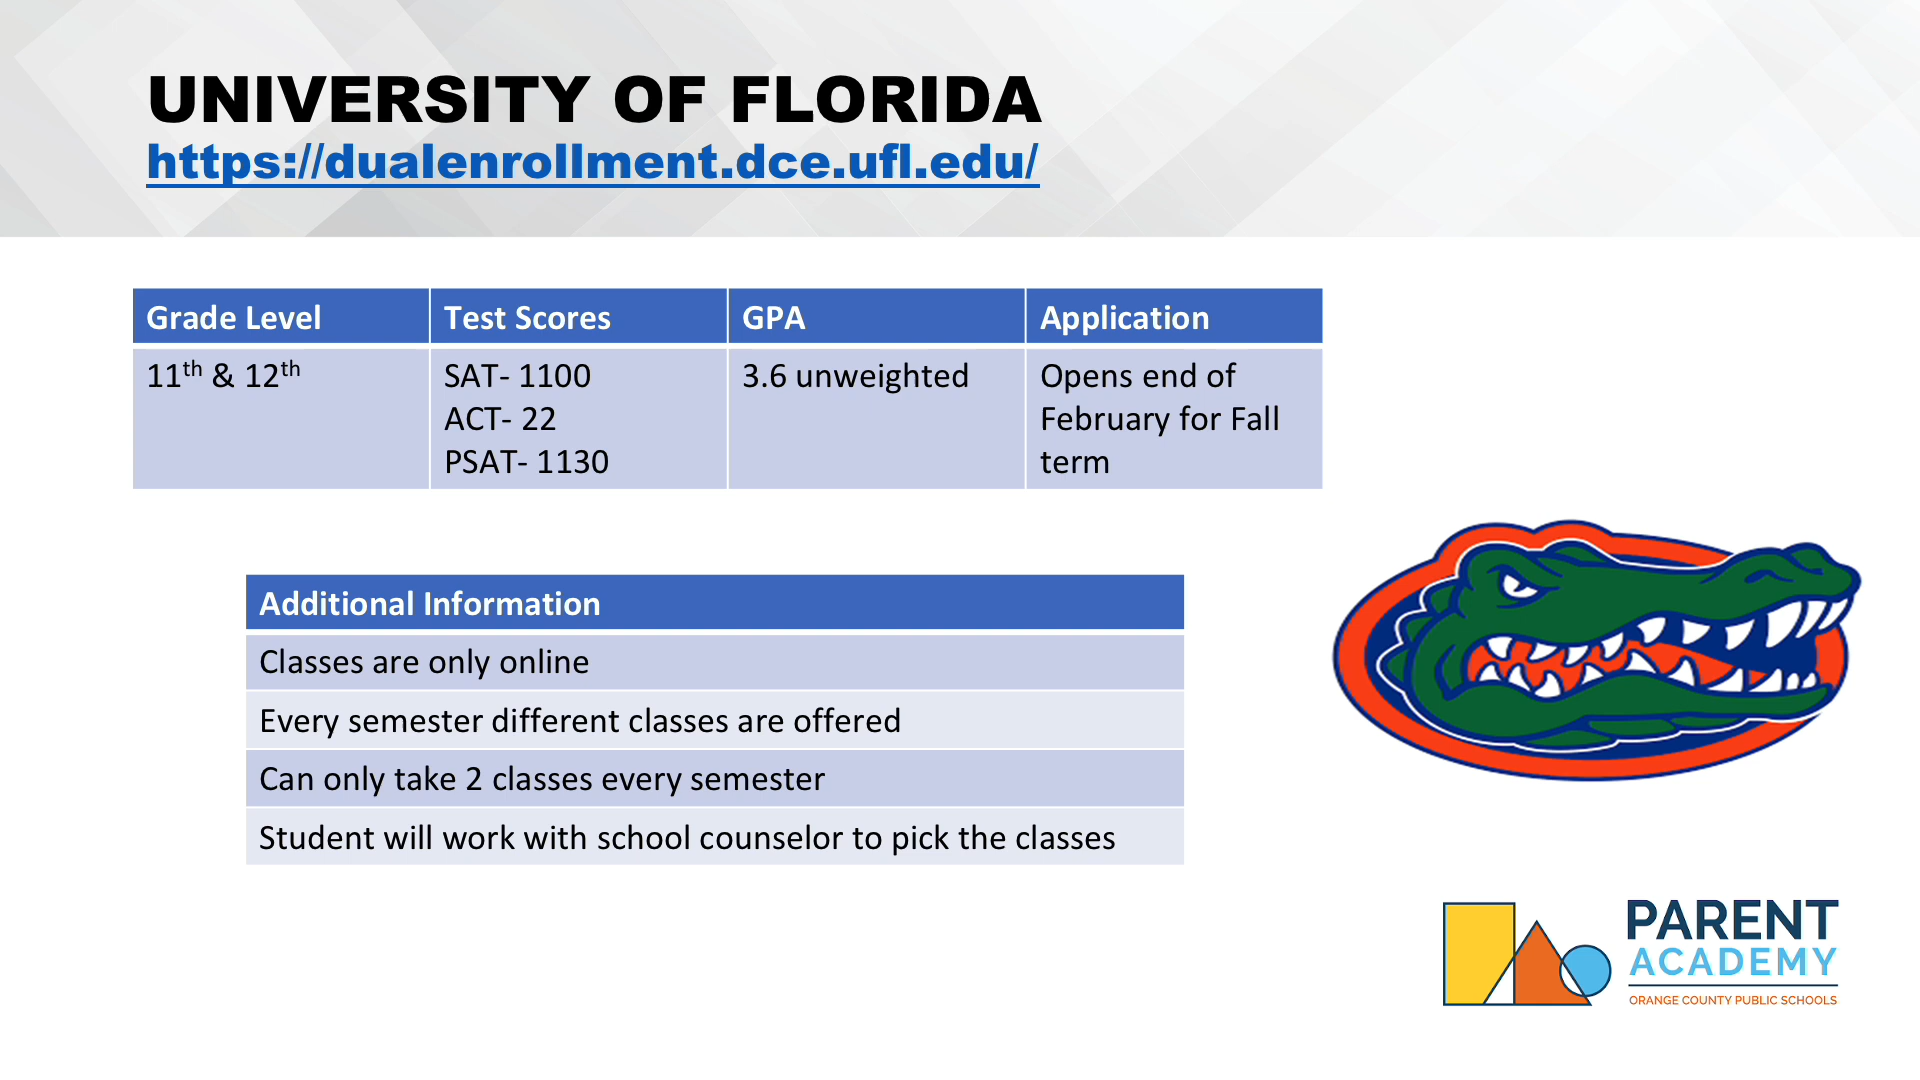 UNIVERSITY OF FLORIDA
https://dualenrollment.dce.ufl.edu/
Grade Level Test Scores GPA Application
11th & 12th
SAT- 1100
ACT- 22
PSAT- 1130
3.6 unweighted
Opens end of
February for Fall
term
Additional Information
Classes are only online
Every semester different classes are offered
Can only take 2 classes every semester
Student will work with school counselor to pick the classes
PARENT
ACADEMY
ORANGE COUNTY PUBLIC SCHOOLS